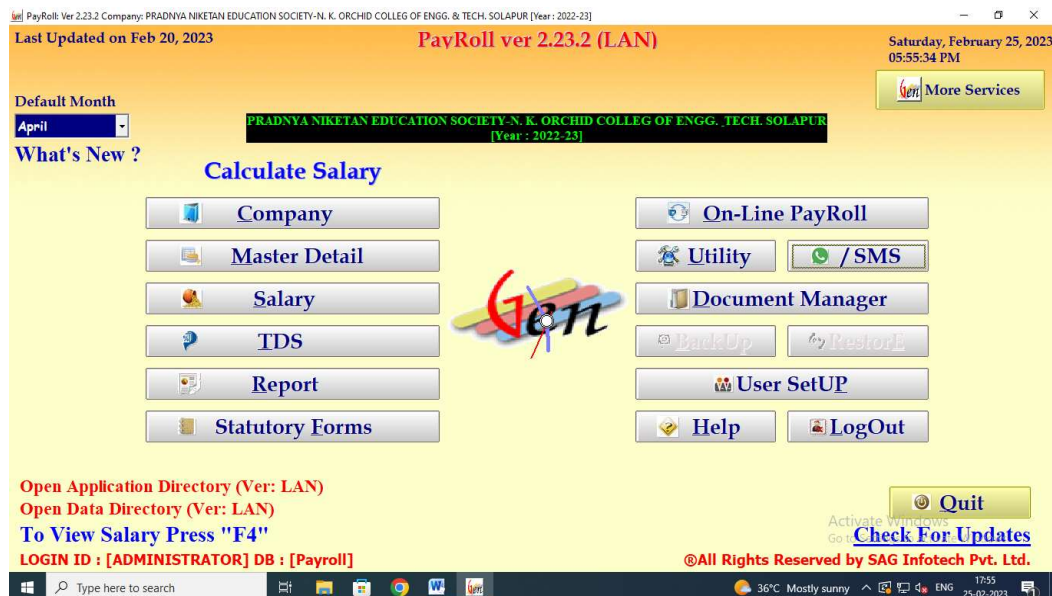 PayRoll: Ver 2.23.2 Company: PRADNYA NIKETAN EDUCATION SOCIETY-N. K. ORCHID COLLEG OF ENGG. & TECH. SOLAPUR [Year : 2022-23]
Last Updated on Feb 20, 2023
PayRoll ver 2.23.2 (LAN)
Saturday, February 25, 2023
05:55:34 PM
Gen More Services
Default Month
April
PRADNYA NIKETAN EDUCATION SOCIETY-N. K. ORCHID COLLEG OF ENGG. _TECH. SOLAPUR
[Year : 2022-23]
What's New ?
Calculate Salary
Company
On-Line PayRoll
Master Detail
Utility
/SMS
Salary
Gen
Document Manager
TDS
BackUp
RestorE
Report
User SetUP
Statutory Forms
Help
LogOut
Open Application Directory (Ver: LAN)
Open Data Directory (Ver: LAN)
Quit
To View Salary Press "F4"
Activate Windows
Go to
Check For Updates
LOGIN ID : [ADMINISTRATOR] DB : [Payroll]
®All Rights Reserved by SAG Infotech Pvt. Ltd.
Type here to search
36°C Mostly sunny
ENG
17:55
25-02-2023